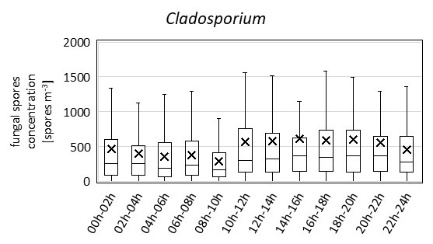 Cladosporium
fungal spores
concentration
[spores m⁻³]
2000
1500
1000
500
0
00h-02h
02h-04h
04h-06h
06h-08h
08h-10h
10h-12h
12h-14h
14h-16h
16h-18h
18h-20h
20h-22h
22h-24h